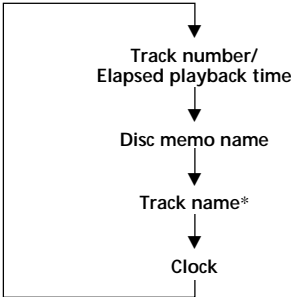 Track number/
Elapsed playback time
Disc memo name
Track name*
Clock